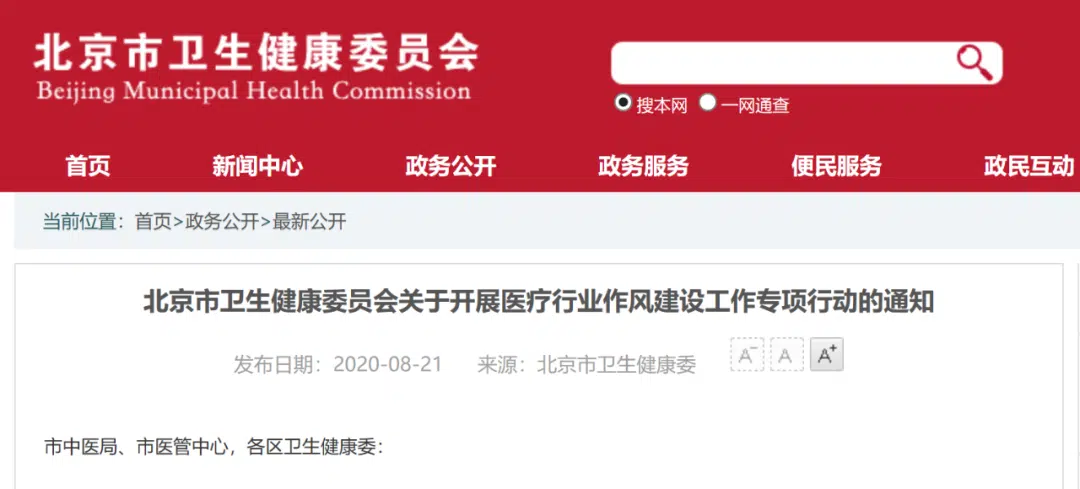 北京市卫生健康委员会
Beijing Municipal Health Commission
搜本网 一网通查
首页 新闻中心 政务公开 政务服务 便民服务 政民互动
当前位置：首页>政务公开>最新公开
北京市卫生健康委员会关于开展医疗行业作风建设工作专项行动的通知
发布日期：2020-08-21 来源：北京市卫生健康委 A- A A+
市中医局、市医管中心，各区卫生健康委：